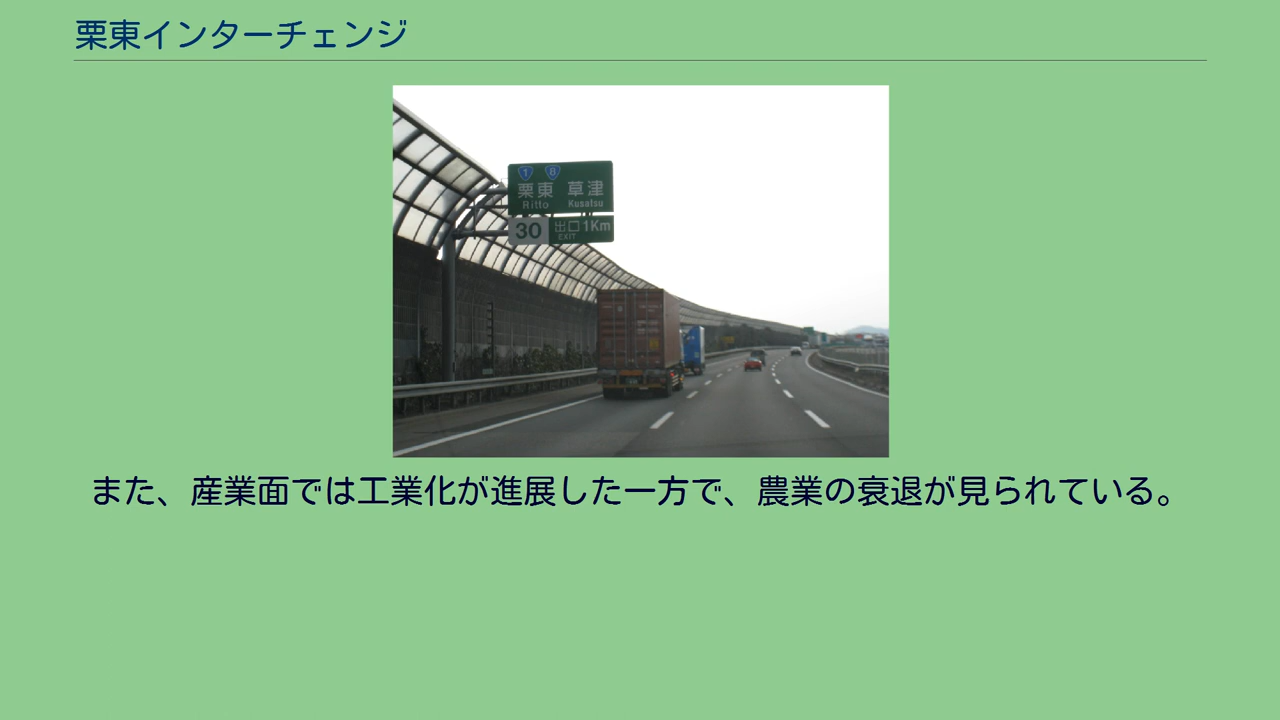 栗東インターチェンジ
1 8
栗東 草津
Ritto Kusatsu
30 出口 1Km
EXIT
また、産業面では工業化が進展した一方で、農業の衰退が見られている。